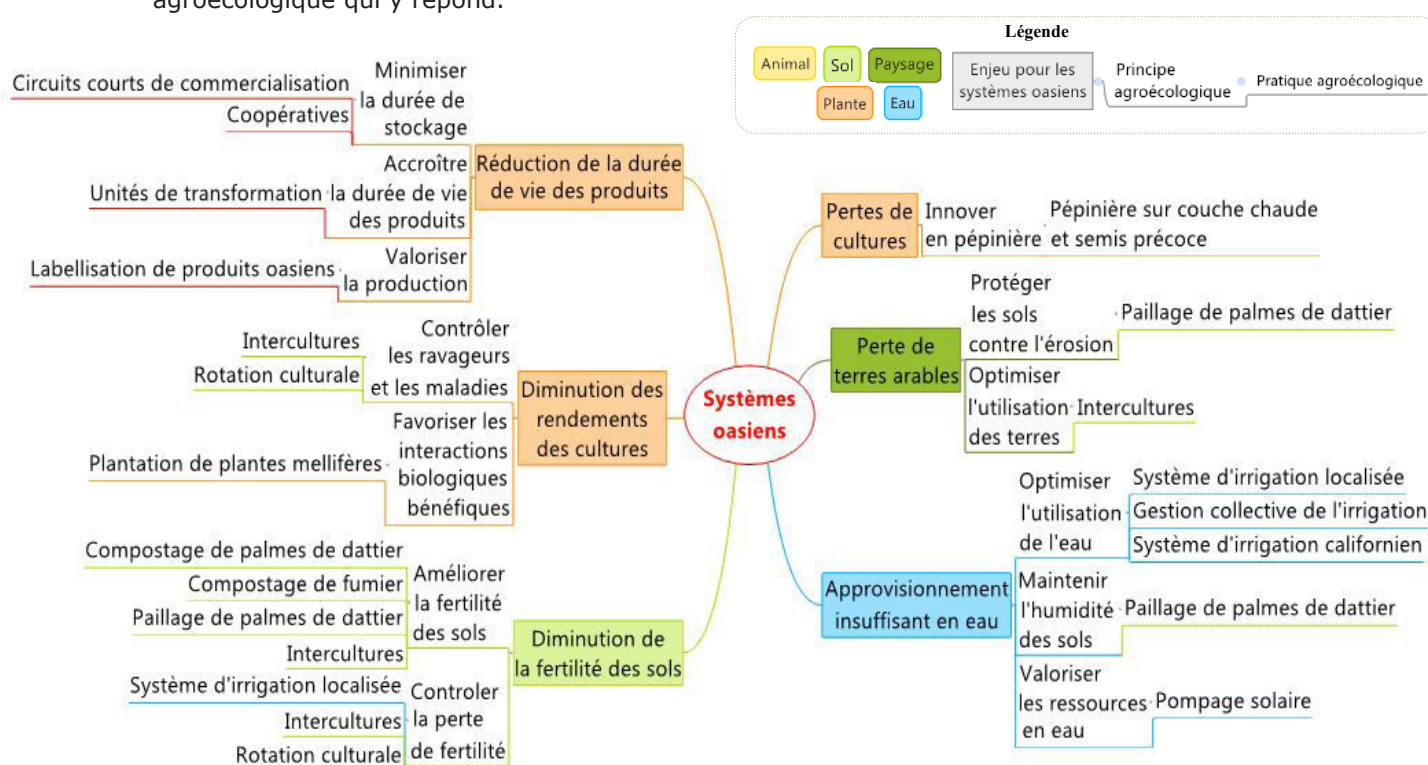 agroécologique qui y répond.
Légende
Animal
Sol
Paysage
Plante
Eau
Enjeu pour les
systèmes oasiens
Principe
agroécologique
Pratique agroécologique
Circuits courts de commercialisation
Coopératives
Minimiser
la durée de
stockage
Unités de transformation
Accroître
la durée de vie
des produits
Labellisation de produits oasiens
Valoriser
la production
Réduction de la durée
de vie des produits
Intercultures
Rotation culturale
Contrôler
les ravageurs
et les maladies
Plantation de plantes mellifères
Favoriser les
interactions
biologiques
bénéfiques
Diminution des
rendements
des cultures
Compostage de palmes de dattier
Compostage de fumier
Paillage de palmes de dattier
Intercultures
Améliorer
la fertilité
des sols
Système d'irrigation localisée
Intercultures
Rotation culturale
Controler
la perte
de fertilité
Diminution de
la fertilité des sols
Systèmes
oasiens
Pertes de
cultures
Innover
en pépinière
Pépinière sur couche chaude
et semis précoce
Perte de
terres arables
Protéger
les sols
contre l'érosion
Paillage de palmes de dattier
Optimiser
l'utilisation
des terres
Intercultures
Approvisionnement
insuffisant en eau
Optimiser
l'utilisation
de l'eau
Système d'irrigation localisée
Gestion collective de l'irrigation
Système d'irrigation californien
Maintenir
l'humidité
des sols
Paillage de palmes de dattier
Valoriser
les ressources
en eau
Pompage solaire